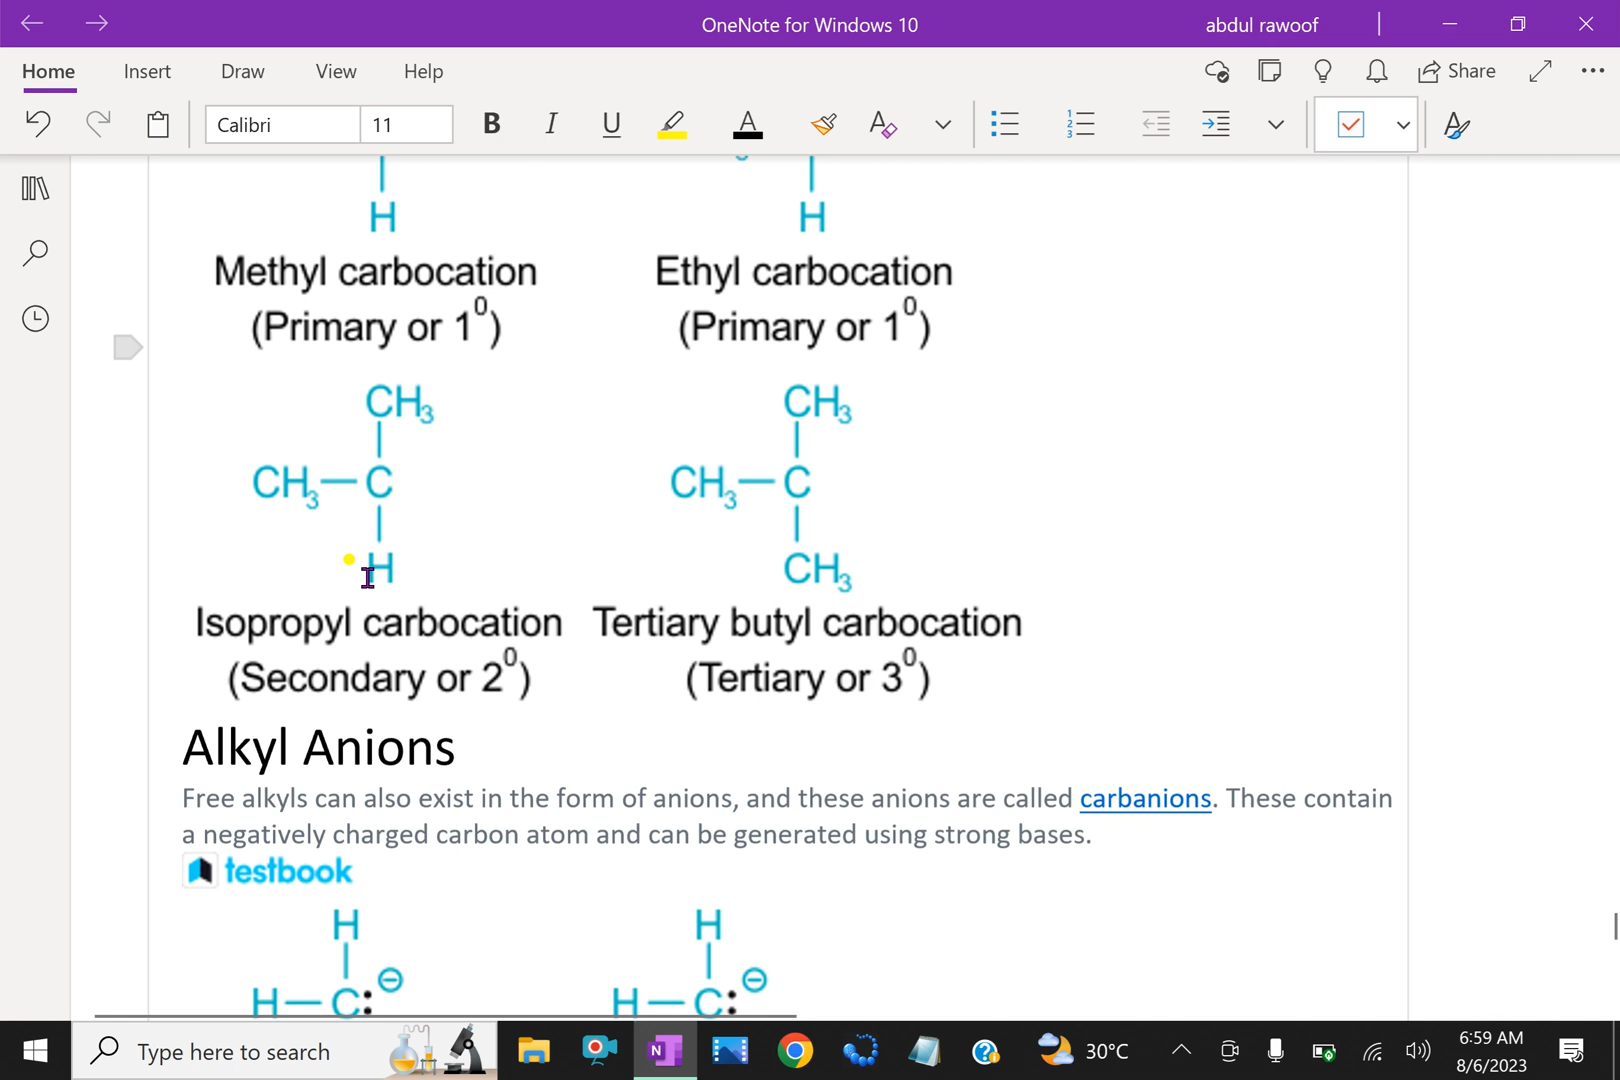 OneNote for Windows 10
abdul rawoof
Home Insert Draw View Help
Share
Calibri 11 B I U A A
H H
Methyl carbocation Ethyl carbocation
(Primary or 1⁰) (Primary or 1⁰)
CH₃ CH₃
CH₃—C CH₃—C
H CH₃
Isopropyl carbocation Tertiary butyl carbocation
(Secondary or 2⁰) (Tertiary or 3⁰)
Alkyl Anions
Free alkyls can also exist in the form of anions, and these anions are called carbanions. These contain
a negatively charged carbon atom and can be generated using strong bases.
testbook
H H
H—C:⊖ H—C:⊖
Type here to search
30°C
6:59 AM
8/6/2023